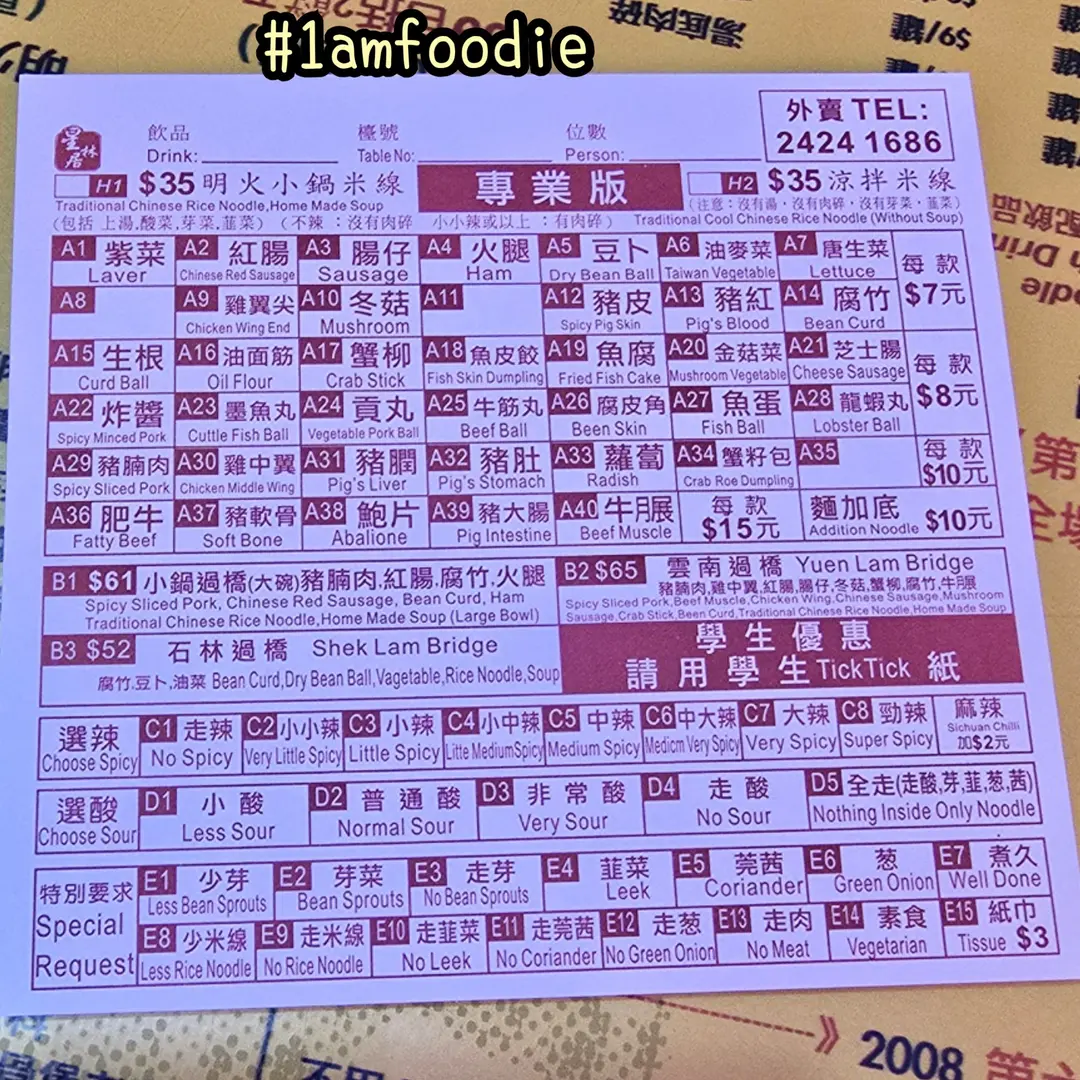 #1amfoodie
$9/罐
湯底肉碎
星林居
飲品 檯號 位數
Drink: Table No: Person:
外賣 TEL:
2424 1686
H1 $35 明火小鍋米線
Traditional Chinese Rice Noodle,Home Made Soup
(包括 上湯,酸菜,芽菜,韮菜) (不辣：沒有肉碎 小小辣或以上：有肉碎)
專業版
H2 $35 涼拌米線
(注意：沒有湯，沒有肉碎，沒有芽菜，韮菜)
Traditional Cool Chinese Rice Noodle (Without Soup)
A1 紫菜 A2 紅腸 A3 腸仔 A4 火腿 A5 豆卜 A6 油麥菜 A7 唐生菜
Laver Chinese Red Sausage Sausage Ham Dry Bean Ball Taiwan Vegetable Lettuce
A8 A9 雞翼尖 A10 冬菇 A11 A12 豬皮 A13 豬紅 A14 腐竹
Chicken Wing End Mushroom Spicy Pig Skin Pig's Blood Bean Curd
每款
$7元
A15 生根 A16 油面筋 A17 蟹柳 A18 魚皮餃 A19 魚腐 A20 金菇菜 A21 芝士腸
Curd Ball Oil Flour Crab Stick Fish Skin Dumpling Fried Fish Cake Mushroom Vegetable Cheese Sausage
A22 炸醬 A23 墨魚丸 A24 貢丸 A25 牛筋丸 A26 腐皮角 A27 魚蛋 A28 龍蝦丸
Spicy Minced Pork Cuttle Fish Ball Vegetable Pork Ball Beef Ball Been Skin Fish Ball Lobster Ball
每款
$8元
A29 豬腩肉 A30 雞中翼 A31 豬膶 A32 豬肚 A33 蘿蔔 A34 蟹籽包 A35
Spicy Sliced Pork Chicken Middle Wing Pig's Liver Pig's Stomach Radish Crab Roe Dumpling
每款
$10元
A36 肥牛 A37 豬軟骨 A38 鮑片 A39 豬大腸 A40 牛𦟌
Fatty Beef Soft Bone Abalione Pig Intestine Beef Muscle
每款
$15元
麵加底
Addition Noodle $10元
B1 $61 小鍋過橋(大碗)豬腩肉,紅腸.腐竹,火腿
Spicy Sliced Pork, Chinese Red Sausage, Bean Curd, Ham
Traditional Chinese Rice Noodle,Home Made Soup (Large Bowl)
B2 $65 雲南過橋 Yuen Lam Bridge
豬腩肉,雞中翼,紅腸,腸仔,冬菇,蟹柳,腐竹,牛𦟌
Spicy Sliced Pork,Beef Muscle,Chicken Wing,Chinese Sausage,Mushroom
Sausage,Crab Stick,Been Curd,Traditional Chinese Rice Noodle,Home Made Soup
B3 $52 石林過橋 Shek Lam Bridge
腐竹,豆卜,油菜 Bean Curd,Dry Bean Ball,Vagetable,Rice Noodle,Soup
學生優惠
請用學生TickTick 紙
選辣 C1 走辣 C2 小小辣 C3 小辣 C4 小中辣 C5 中辣 C6 中大辣 C7 大辣 C8 勁辣 麻辣
Choose Spicy No Spicy Very Little Spicy Little Spicy Litte MediumSpicy Medium Spicy Medicm Very Spicy Very Spicy Super Spicy Sichuan Chilli
加$2元
選酸 D1 小酸 D2 普通酸 D3 非常酸 D4 走酸 D5 全走(走酸,芽,韮,葱,茜)
Choose Sour Less Sour Normal Sour Very Sour No Sour Nothing Inside Only Noodle
特別要求
Special
Request
E1 少芽 E2 芽菜 E3 走芽 E4 韮菜 E5 莞茜 E6 葱 E7 煮久
Less Bean Sprouts Bean Sprouts No Bean Sprouts Leek Coriander Green Onion Well Done
E8 少米線 E9 走米線 E10 走韮菜 E11 走莞茜 E12 走葱 E13 走肉 E14 素食 E15 紙巾
Less Rice Noodle No Rice Noodle No Leek No Coriander No Green Onion No Meat Vegetarian Tissue $3
2008 第